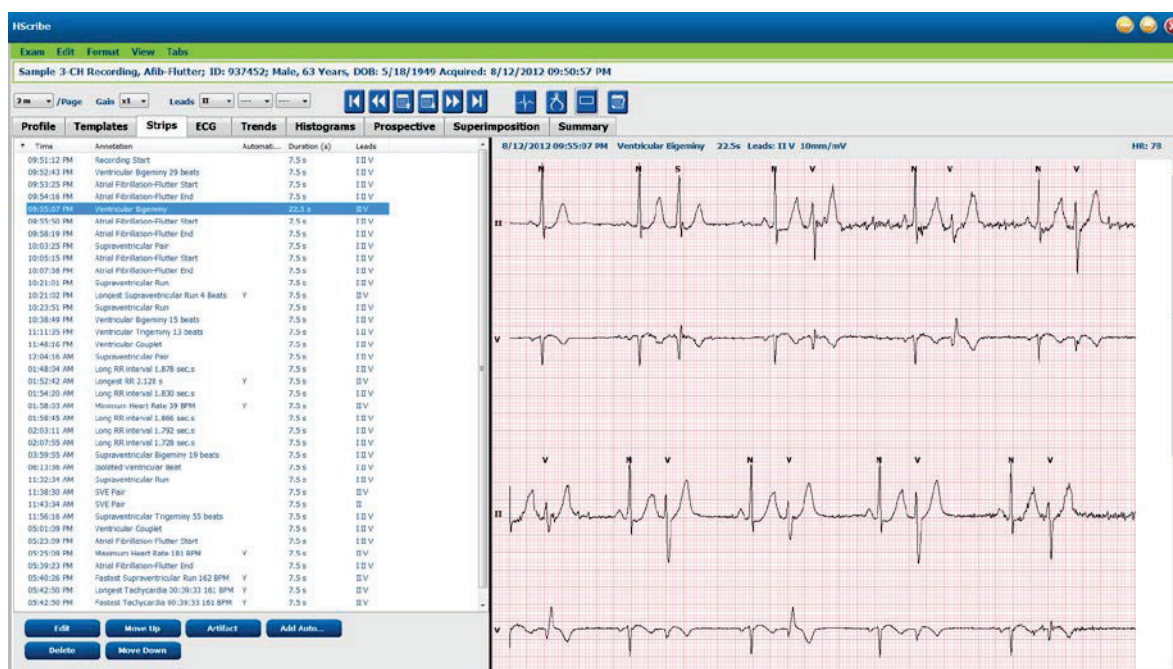 HScribe
Exam Edit Format View Tabs
Sample 3-CH Recording, Afib-Flutter; ID: 937452; Male, 63 Years, DOB: 5/18/1949 Acquired: 8/12/2012 09:50:57 PM
2 m /Page Gain x1 Leads II --- ---
Profile Templates Strips ECG Trends Histograms Prospective Superimposition Summary
Time Annotation Automati... Duration (s) Leads
8/12/2012 09:55:07 PM Ventricular Bigeminy 22.5s Leads: II V 10mm/mV HR: 78
09:51:12 PM Recording Start 7.5 s I II V
09:52:43 PM Ventricular Bigeminy 29 beats 7.5 s I II V
09:53:25 PM Atrial Fibrillation-Flutter Start 7.5 s I II V
09:54:16 PM Atrial Fibrillation-Flutter End 7.5 s I II V
09:55:07 PM Ventricular Bigeminy 22.5 s II V
09:55:50 PM Atrial Fibrillation-Flutter Start 7.5 s I II V
09:58:19 PM Atrial Fibrillation-Flutter End 7.5 s I II V
10:03:25 PM Supraventricular Pair 7.5 s I II V
10:05:15 PM Atrial Fibrillation-Flutter Start 7.5 s I II V
10:07:38 PM Atrial Fibrillation-Flutter End 7.5 s I II V
10:21:01 PM Supraventricular Run 7.5 s I II V
10:21:02 PM Longest Supraventricular Run 4 Beats Y 7.5 s II V
10:23:51 PM Supraventricular Run 7.5 s I II V
10:38:49 PM Ventricular Bigeminy 15 beats 7.5 s I II V
11:11:35 PM Ventricular Trigeminy 13 beats 7.5 s I II V
11:48:16 PM Ventricular Couplet 7.5 s I II V
12:04:16 AM Supraventricular Pair 7.5 s I II V
01:48:04 AM Long RR interval 1.878 sec.s 7.5 s I II V
01:52:42 AM Longest RR 2.128 s Y 7.5 s II V
01:54:20 AM Long RR interval 1.830 sec.s 7.5 s I II V
01:58:03 AM Minimum Heart Rate 39 BPM Y 7.5 s II V
01:58:45 AM Long RR interval 1.866 sec.s 7.5 s I II V
02:03:11 AM Long RR interval 1.792 sec.s 7.5 s I II V
02:07:55 AM Long RR interval 1.728 sec.s 7.5 s I II V
03:59:55 AM Supraventricular Bigeminy 19 beats 7.5 s I II V
06:13:36 AM Isolated Ventricular Beat 7.5 s I II V
11:32:34 AM Supraventricular Run 7.5 s I II V
11:38:30 AM SVE Pair 7.5 s II V
11:43:34 AM SVE Pair 7.5 s II
11:56:16 AM Supraventricular Trigeminy 55 beats 7.5 s I II V
05:01:09 PM Ventricular Couplet 7.5 s I II V
05:23:09 PM Atrial Fibrillation-Flutter Start 7.5 s I II V
05:25:09 PM Maximum Heart Rate 181 BPM Y 7.5 s II V
05:39:23 PM Atrial Fibrillation-Flutter End 7.5 s I II V
05:40:26 PM Fastest Supraventricular Run 162 BPM Y 7.5 s II V
05:42:50 PM Longest Tachycardia 00:39:33 161 BPM Y 7.5 s II V
05:42:50 PM Fastest Tachycardia 00:39:33 161 BPM Y 7.5 s II V
Edit Move Up Artifact Add Auto...
Delete Move Down
N N S N V N V N V
II
V
V N V N V N V N V
II
V